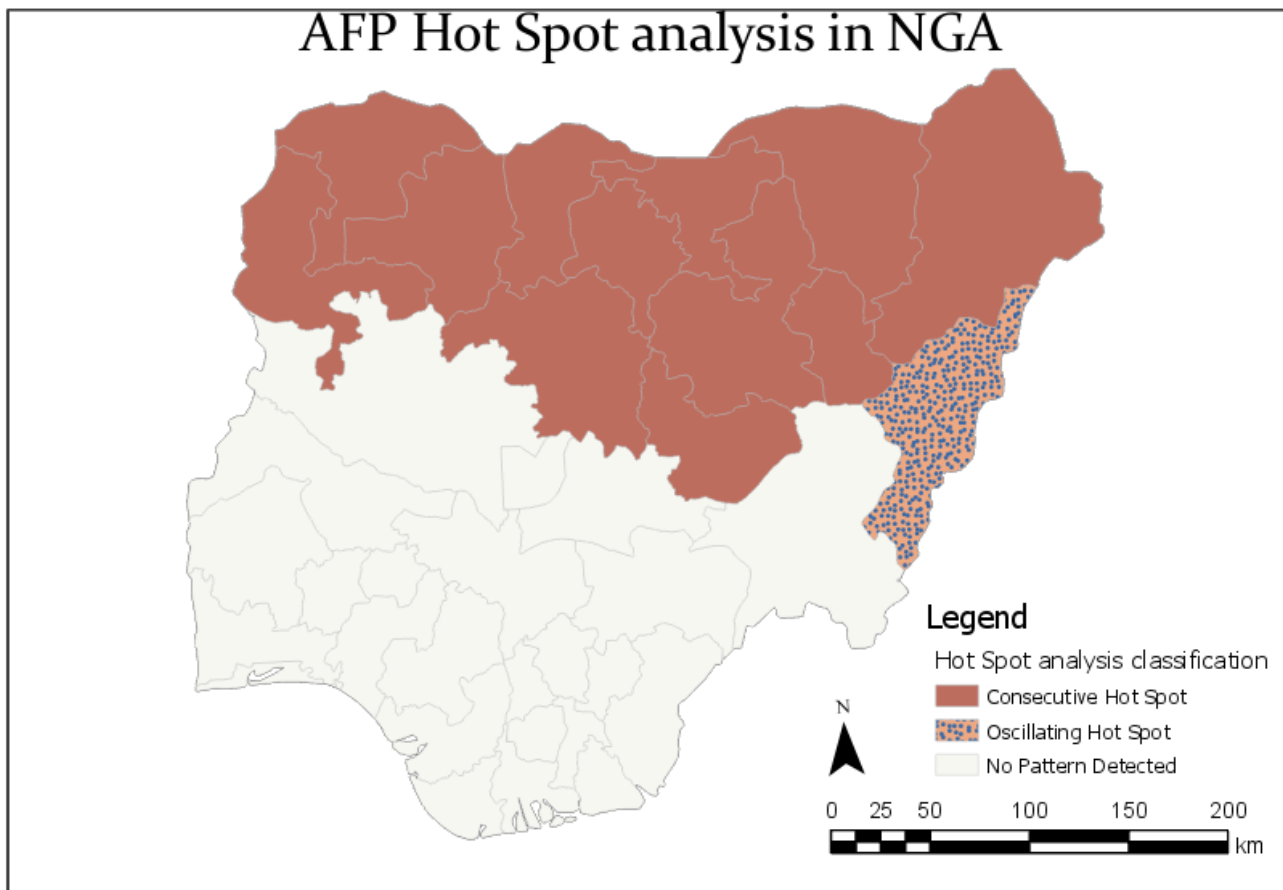 AFP Hot Spot analysis in NGA
Legend
Hot Spot analysis classification
Consecutive Hot Spot
Oscillating Hot Spot
No Pattern Detected
N
0 25 50 100 150 200
km